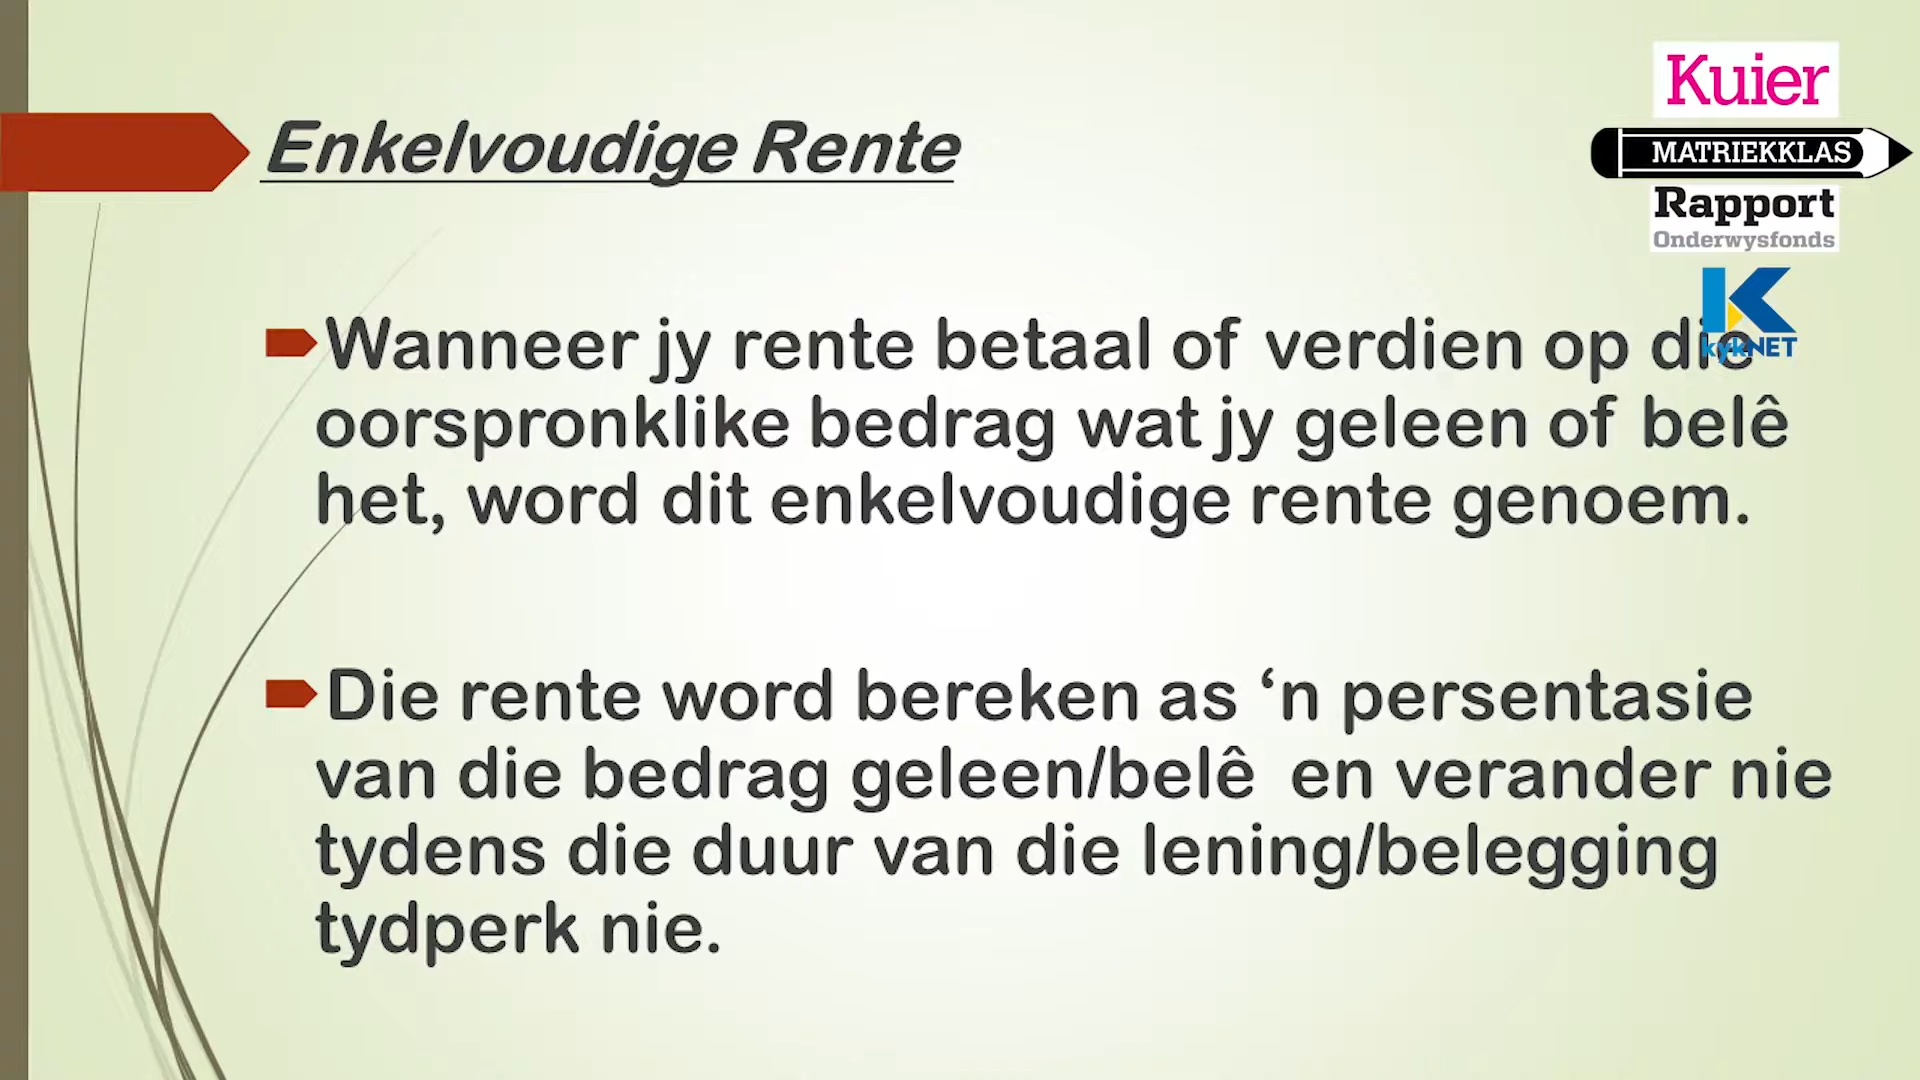 Kuier
MATRIEKKLAS
Rapport
Onderwysfonds
kykNET
Enkelvoudige Rente
Wanneer jy rente betaal of verdien op die
oorspronklike bedrag wat jy geleen of belê
het, word dit enkelvoudige rente genoem.
Die rente word bereken as ‘n persentasie
van die bedrag geleen/belê en verander nie
tydens die duur van die lening/belegging
tydperk nie.